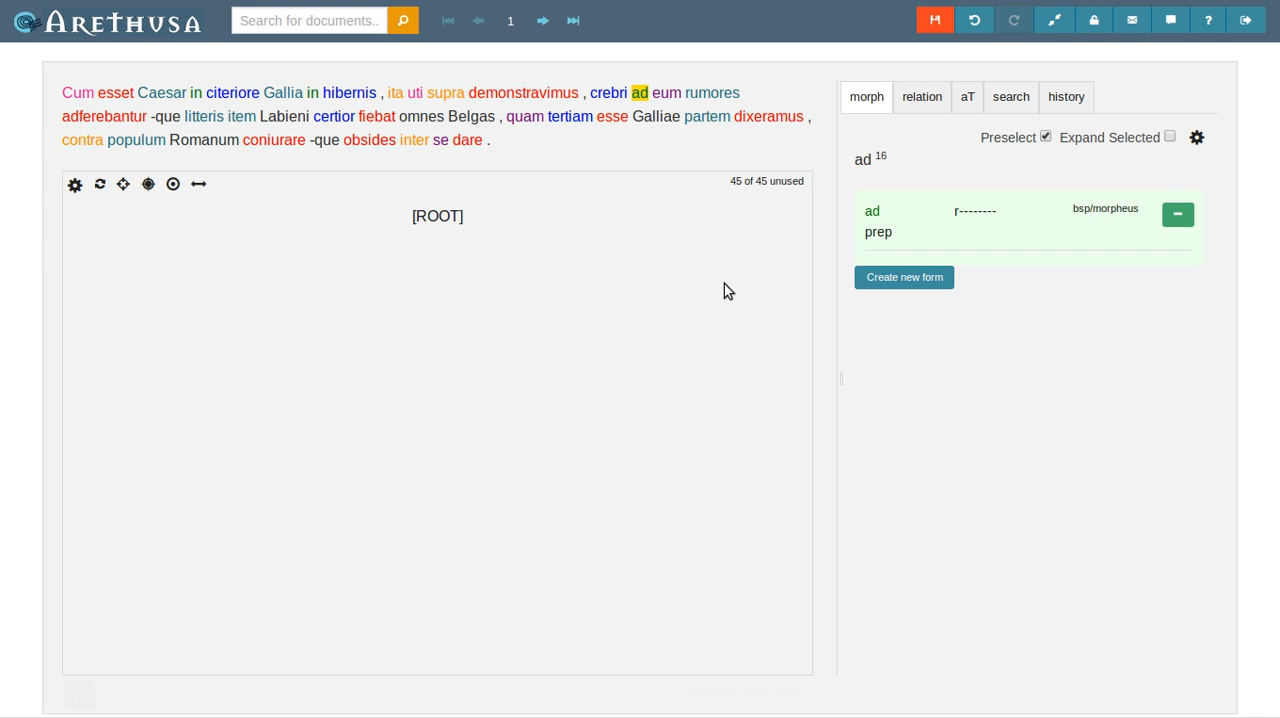 ARETHUSA
Search for documents..
1
Cum esset Caesar in citeriore Gallia in hibernis , ita uti supra demonstravimus , crebri ad eum rumores
adferebantur -que litteris item Labieni certior fiebat omnes Belgas , quam tertiam esse Galliae partem dixeramus ,
contra populum Romanum coniurare -que obsides inter se dare .
45 of 45 unused
[ROOT]
morph relation aT search history
Preselect Expand Selected
ad 16
ad r-------- bsp/morpheus
prep
Create new form